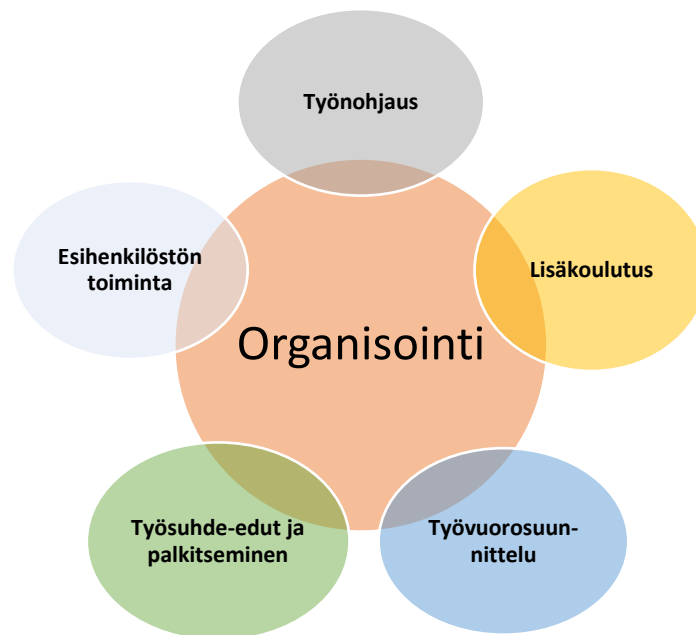 Työnohjaus
Esihenkilöstön
toiminta
Lisäkoulutus
Organisointi
Työsuhde-edut ja
palkitseminen
Työvuorosuun-
nittelu